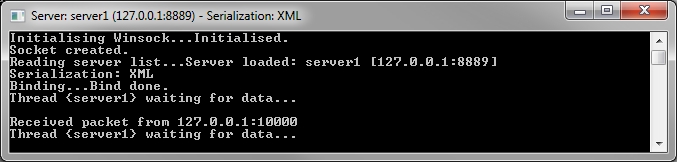 Server: server1 (127.0.0.1:8889) - Serialization: XML
Initialising Winsock...Initialised.
Socket created.
Reading server list...Server loaded: server1 [127.0.0.1:8889]
Serialization: XML
Binding...Bind done.
Thread {server1} waiting for data...
Received packet from 127.0.0.1:10000
Thread {server1} waiting for data...